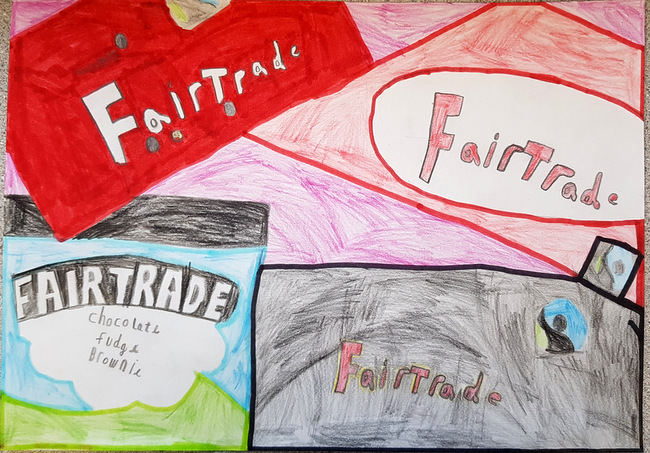 FairTrade
FairTrade
FAIRTRADE
chocolate
fudge
Brownie
FairTrade